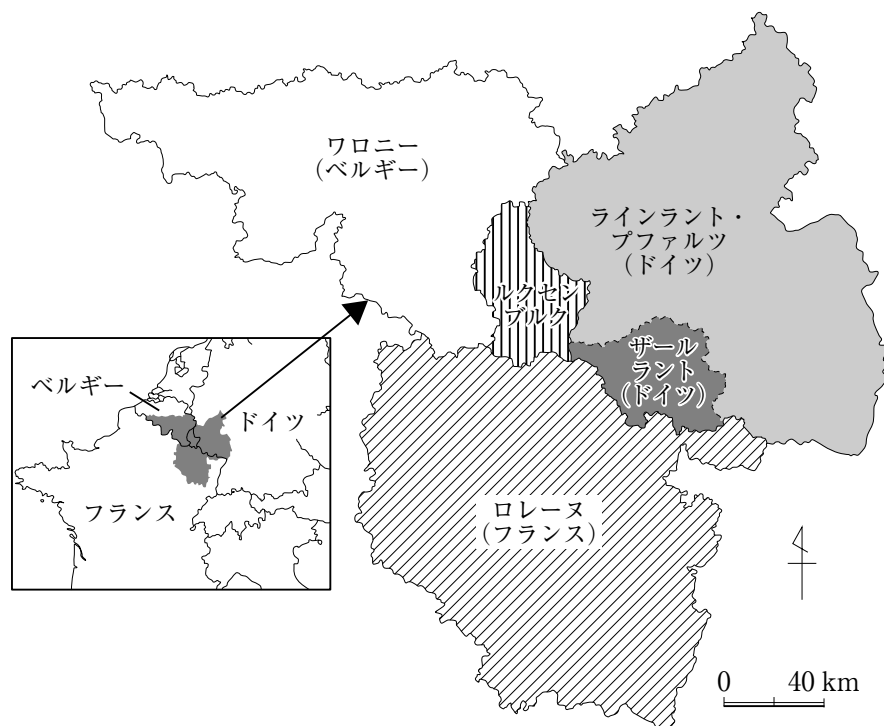 ワロニー
(ベルギー)
ラインラント・
プファルツ
(ドイツ)
ルクセン
ブルク
ザール
ラント
(ドイツ)
ベルギー
ドイツ
フランス
ロレーヌ
(フランス)
0 40 km